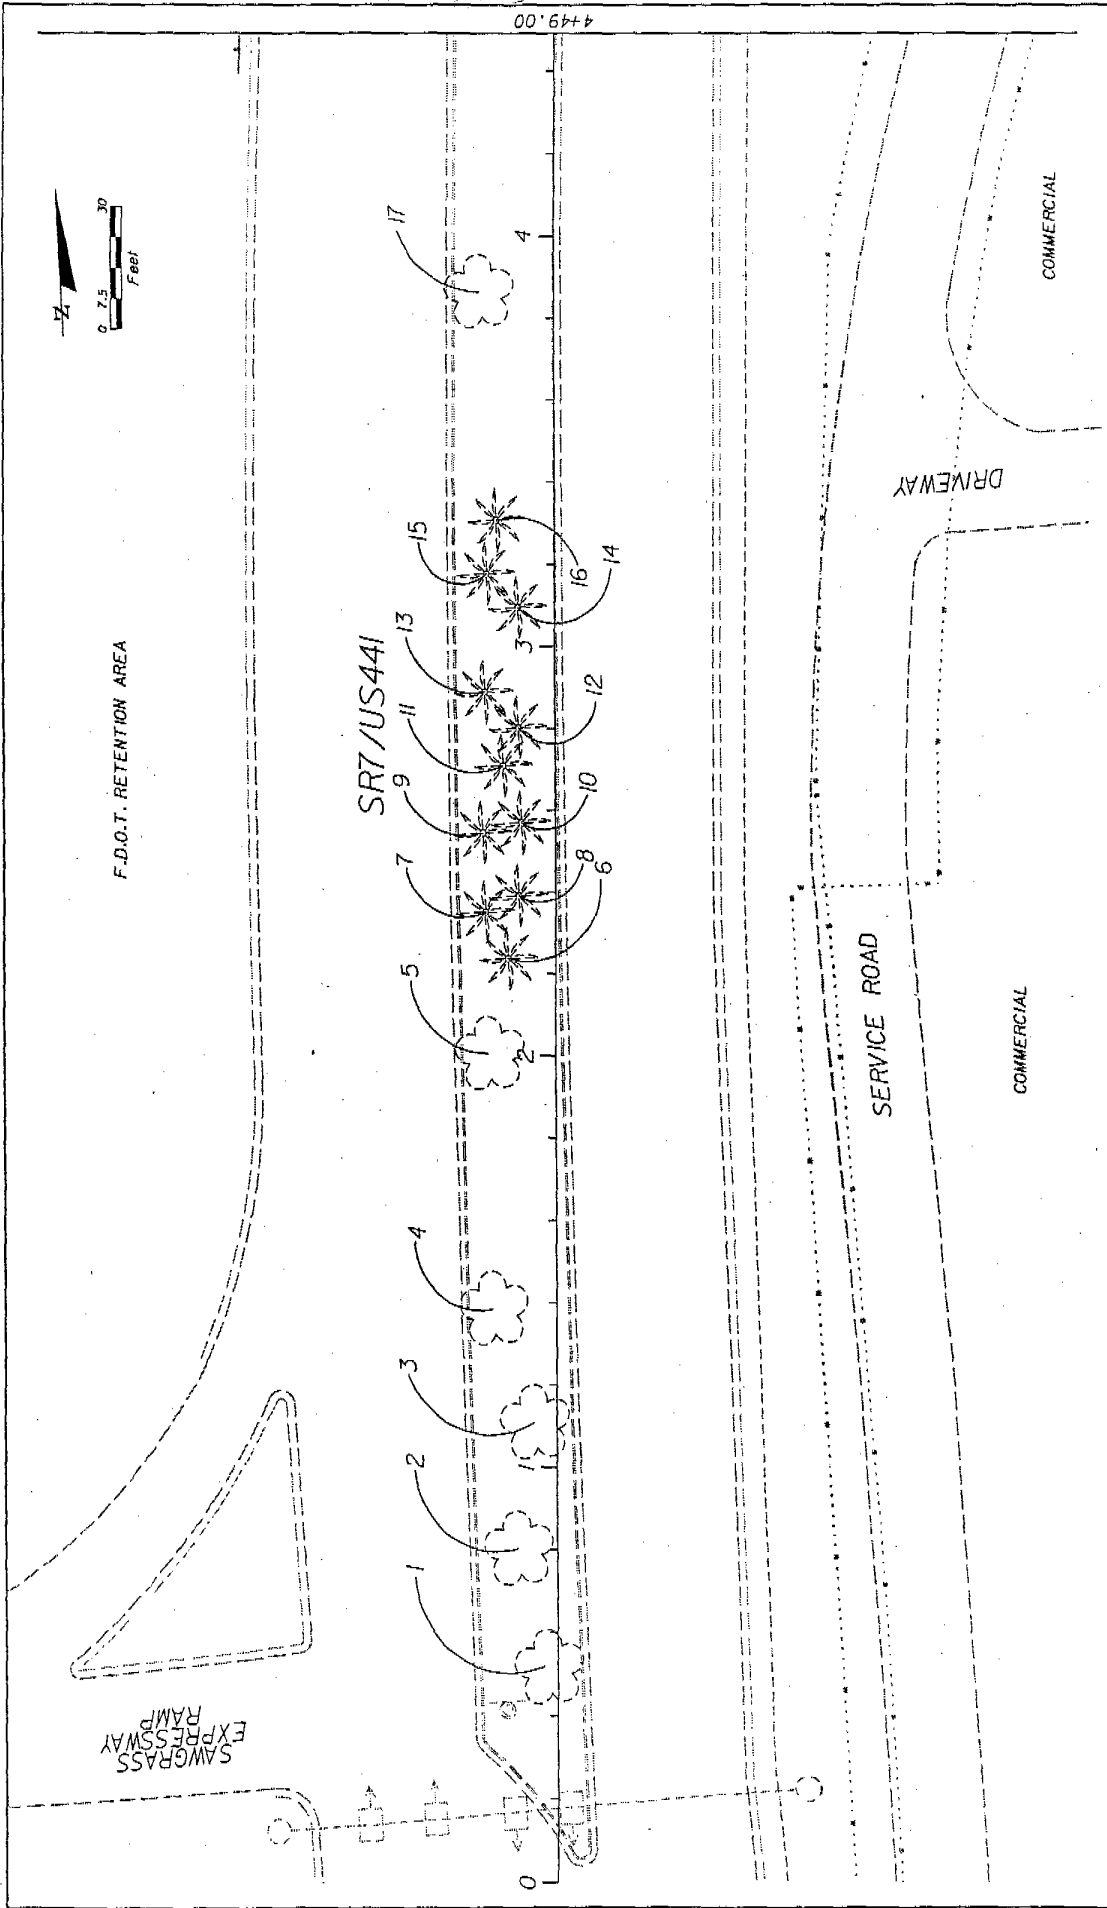 4+49.00
N
0 7.5 30
Feet
F.D.O.T. RETENTION AREA
SR7/US441
1
2
3
4
5
7
9
11
13
15
17
6
8
10
12
14
16
0
1
2
3
4
SAWGRASS
EXPRESSWAY
RAMP
SERVICE ROAD
DRIVEWAY
COMMERCIAL
COMMERCIAL